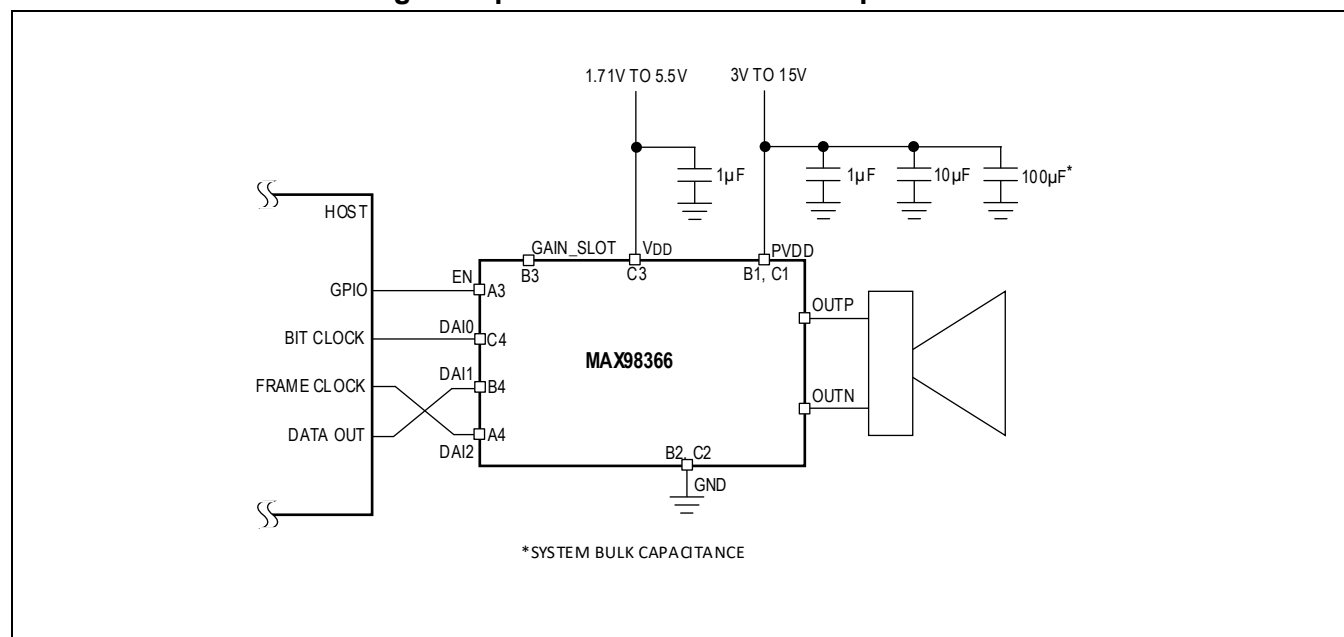 1.71V TO 5.5V 3V TO 15V
1µF 1µF 10µF 100µF*
HOST
GAIN_SLOT VDD PVDD
B3 C3 B1, C1
GPIO EN A3
OUTP
BIT CLOCK DAI0 C4
MAX98366
FRAME CLOCK DAI1 B4
OUTN
DATA OUT DAI2 A4
B2, C2
GND
*SYSTEM BULK CAPACITANCE